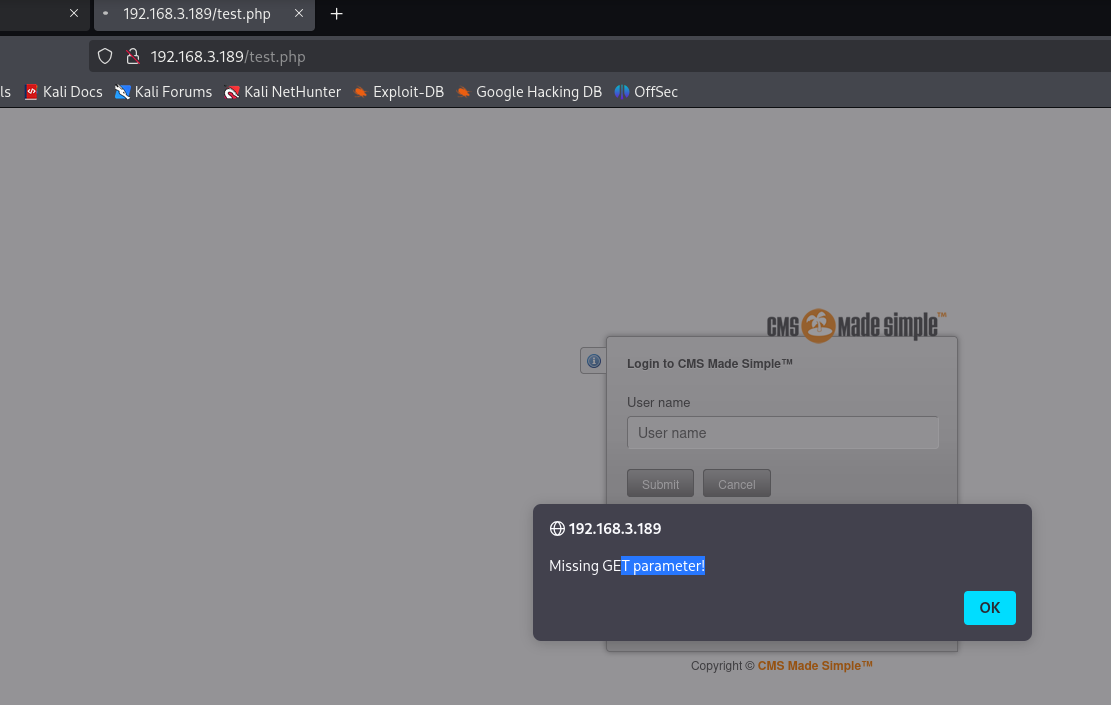 192.168.3.189/test.php
192.168.3.189/test.php
ls Kali Docs Kali Forums Kali NetHunter Exploit-DB Google Hacking DB OffSec
CMS made simple™
Login to CMS Made Simple™
User name
User name
Submit Cancel
192.168.3.189
Missing GET parameter!
OK
Copyright © CMS Made Simple™